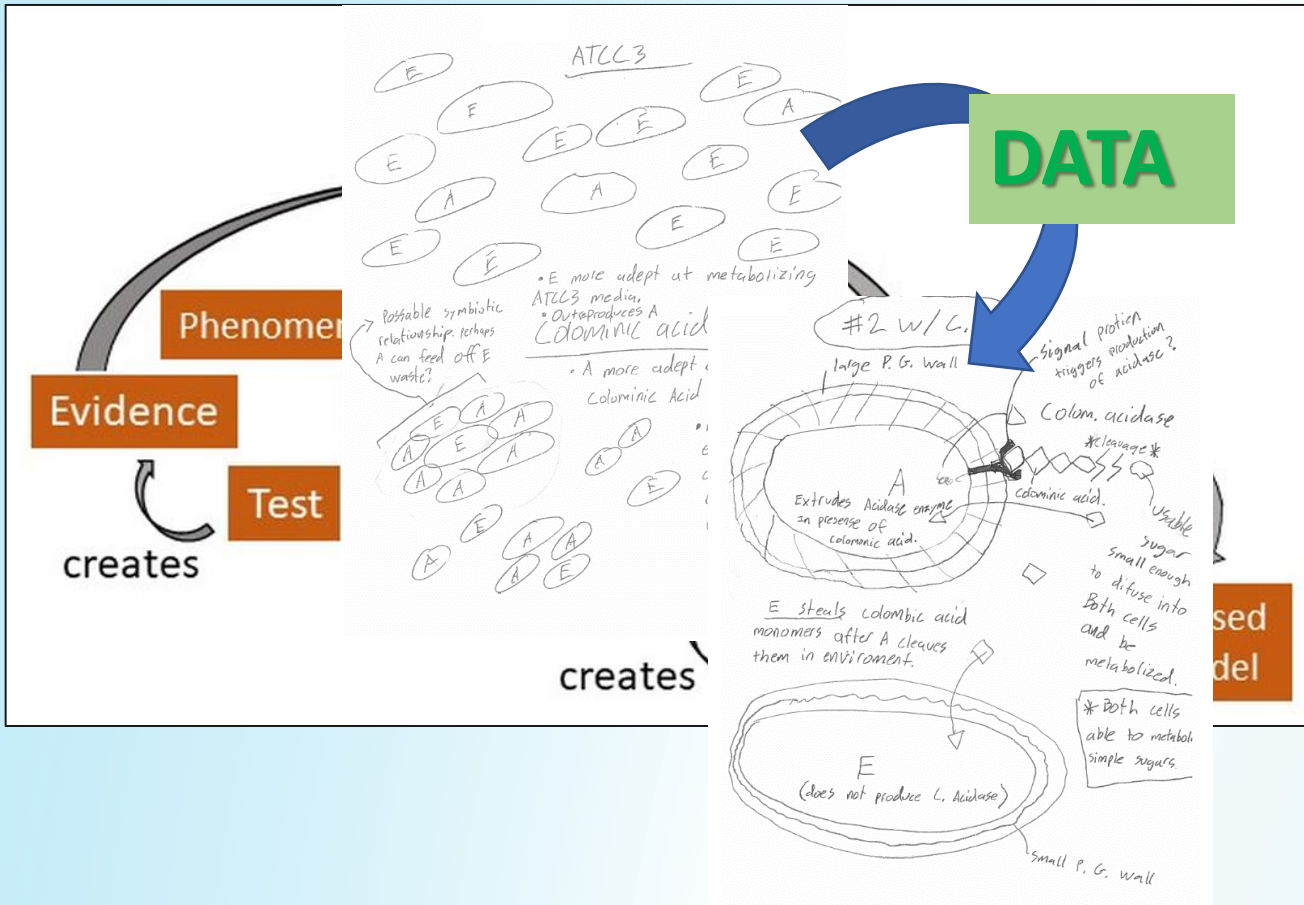 ATCC3
E
E
E
A
E
E
E
E
E
A
A
E
E
E
E
E
• E more adept at metabolizing
ATCC3 media.
• Outreproduces A
Colominic acid
• A more adept
Colominic Acid
Possable symbiotic
relationship. Perhaps
A can feed off E
waste?
E
A
A
A
E
A
A
A
A
A
E
E
A
A
A
A
E
DATA
Phenomen
Evidence
Test
creates
creates
sed
del
#2 w/ C.
large P. G. wall
signal protien
triggers production
of acidase?
Colom. acidase
*cleavage*
A
Extrudes Acidase enzyme
In presence of
colomonic acid.
colominic acid.
usable
sugar
small enough
to difuse into
Both cells
and be
metabolized.
E steals colombic acid
monomers after A cleaves
them in enviroment.
* Both cells
able to metabol
simple sugars
E
(does not produce C. Acidase)
small P. G. wall